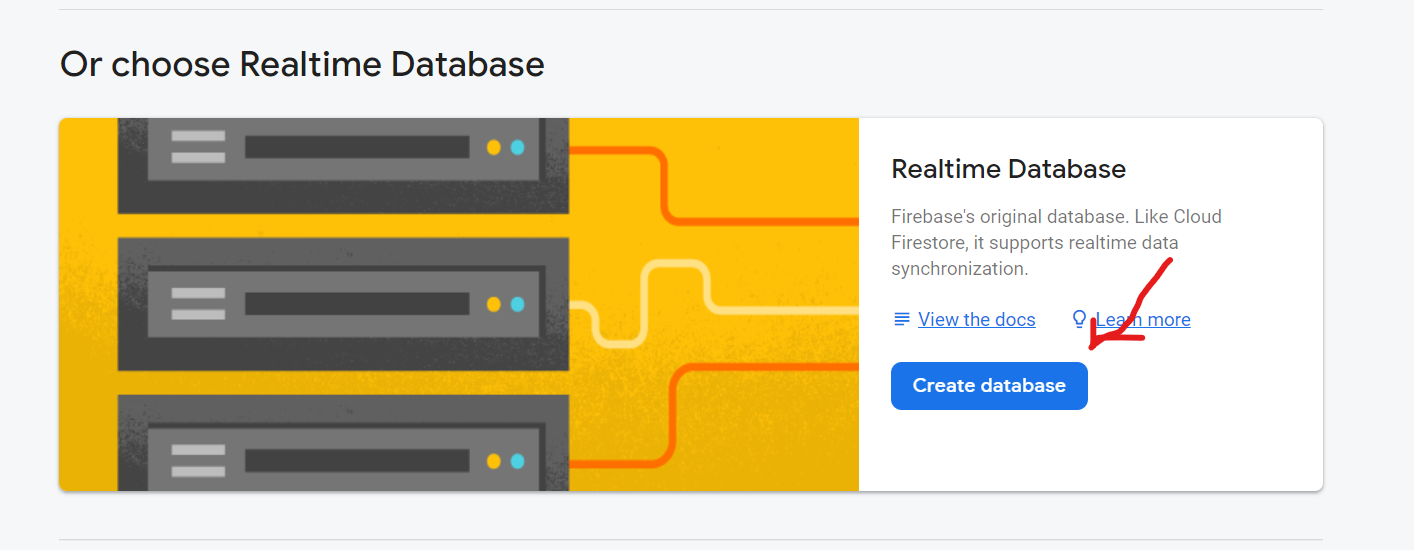 Or choose Realtime Database
Realtime Database
Firebase's original database. Like Cloud
Firestore, it supports realtime data
synchronization.
View the docs
Learn more
Create database